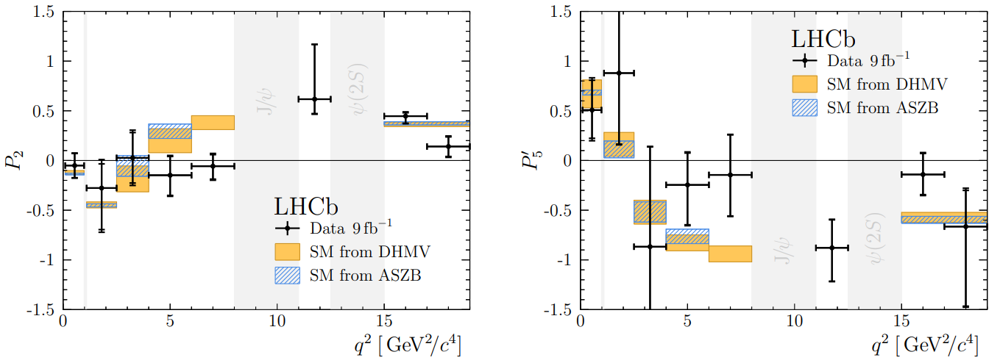 1
0.5
0
-0.5
-1
-1.5
P₂
J/ψ
ψ(2S)
LHCb
Data 9 fb⁻¹
SM from DHMV
SM from ASZB
0 5 10 15
q² [ GeV²/c⁴]
1.5
1
0.5
0
-0.5
-1
-1.5
P′₅
LHCb
Data 9 fb⁻¹
SM from DHMV
SM from ASZB
J/ψ
ψ(2S)
0 5 10 15
q² [ GeV²/c⁴]